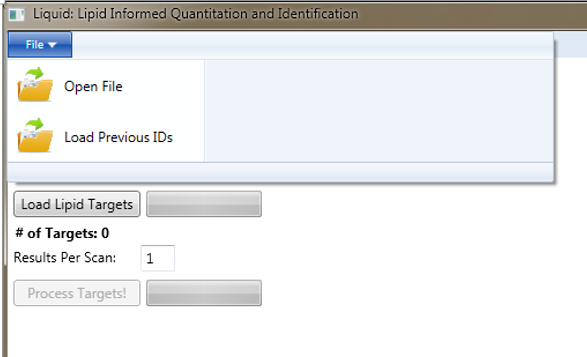 Liquid: Lipid Informed Quantitation and Identification
File
Open File
Load Previous IDs
Load Lipid Targets
# of Targets: 0
Results Per Scan: 1
Process Targets!